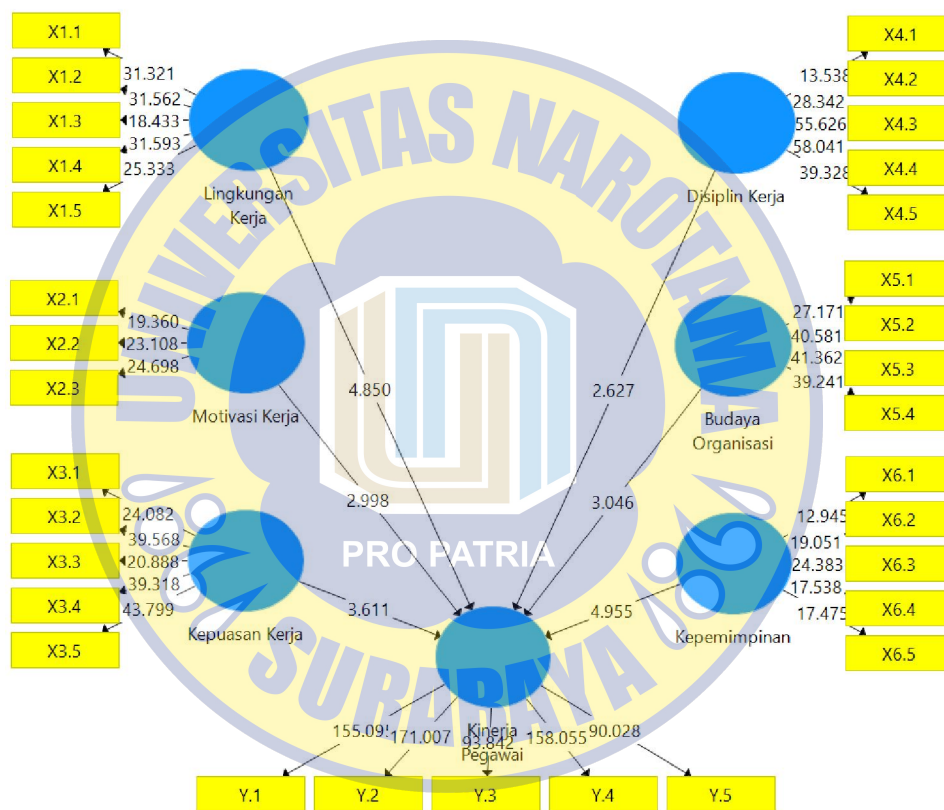 X1.1
X1.2
X1.3
X1.4
X1.5
31.321
31.562
18.433
31.593
25.333
Lingkungan
Kerja
X4.1
X4.2
X4.3
X4.4
X4.5
13.538
28.342
55.626
58.041
39.328
Disiplin Kerja
X2.1
X2.2
X2.3
19.360
23.108
24.698
Motivasi Kerja
X5.1
X5.2
X5.3
X5.4
27.171
40.581
41.362
39.241
Budaya
Organisasi
X3.1
X3.2
X3.3
X3.4
X3.5
24.082
39.568
20.888
39.318
43.799
Kepuasan Kerja
X6.1
X6.2
X6.3
X6.4
X6.5
12.945
19.051
24.383
17.538
17.475
Kepemimpinan
4.850
2.627
2.998
3.046
3.611
4.955
Kinerja
Pegawai
171.007
93.842
158.055
90.028
Y.1
Y.2
Y.3
Y.4
Y.5
UNIVERSITAS NAROTAMA
PRO PATRIA
SURABAYA